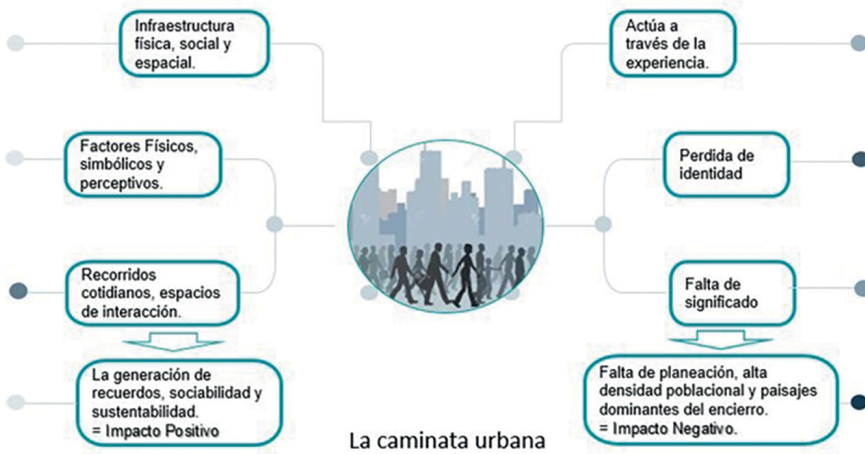 Infraestructura
física, social y
espacial.
Factores Físicos,
simbólicos y
perceptivos.
Recorridos
cotidianos, espacios
de interacción.
La generación de
recuerdos, sociabilidad y
sustentabilidad.
= Impacto Positivo
Actúa a
través de la
experiencia.
Perdida de
identidad
Falta de
significado
Falta de planeación, alta
densidad poblacional y paisajes
dominantes del encierro.
= Impacto Negativo.
La caminata urbana